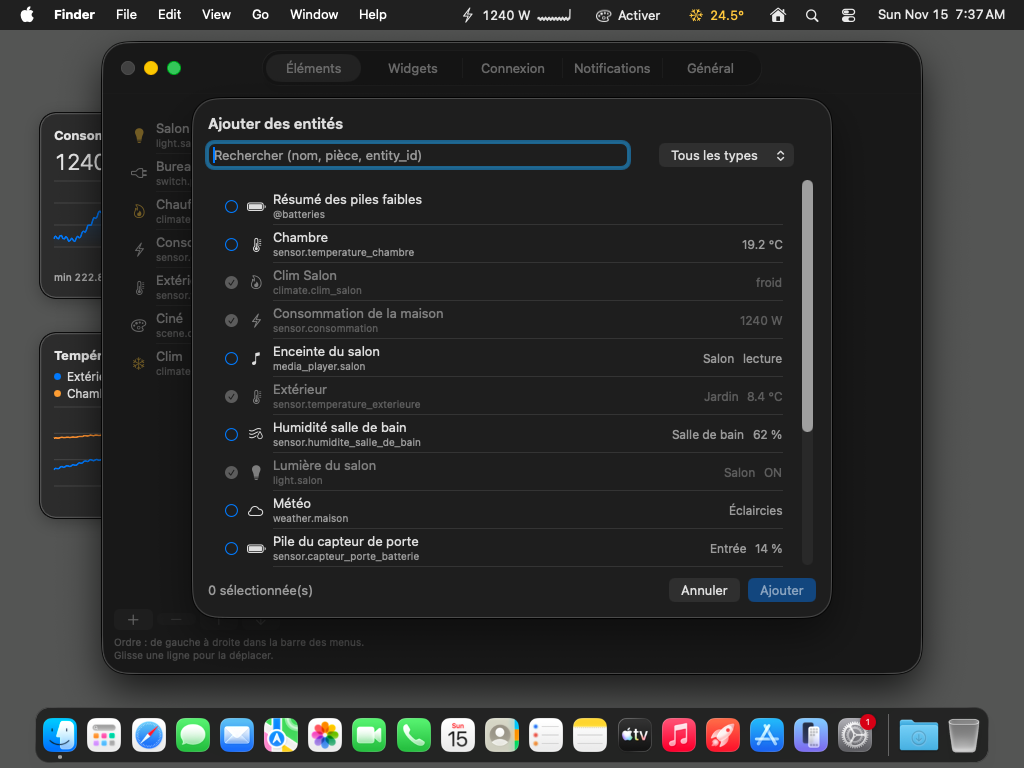 Finder File Edit View Go Window Help 1240 W Activer 24.5° Sun Nov 15 7:37 AM
Éléments Widgets Connexion Notifications Général
Conson
1240
min 222.8
Tempér
Extérie
Cham
Salon
light.sa
Burea
switch.
Chauf
climate
Conso
sensor.
Extérie
sensor.
Ciné
scene.c
Clim
climate
Ajouter des entités
Rechercher (nom, pièce, entity_id) Tous les types
Résumé des piles faibles
@batteries
Chambre 19.2 °C
sensor.temperature_chambre
Clim Salon froid
climate.clim_salon
Consommation de la maison 1240 W
sensor.consommation
Enceinte du salon Salon lecture
media_player.salon
Extérieur Jardin 8.4 °C
sensor.temperature_exterieure
Humidité salle de bain Salle de bain 62 %
sensor.humidite_salle_de_bain
Lumière du salon Salon ON
light.salon
Météo Éclaircies
weather.maison
Pile du capteur de porte Entrée 14 %
sensor.capteur_porte_batterie
0 sélectionnée(s) Annuler Ajouter
Ordre : de gauche à droite dans la barre des menus.
Glisse une ligne pour la déplacer.
Sun
15
tv
1